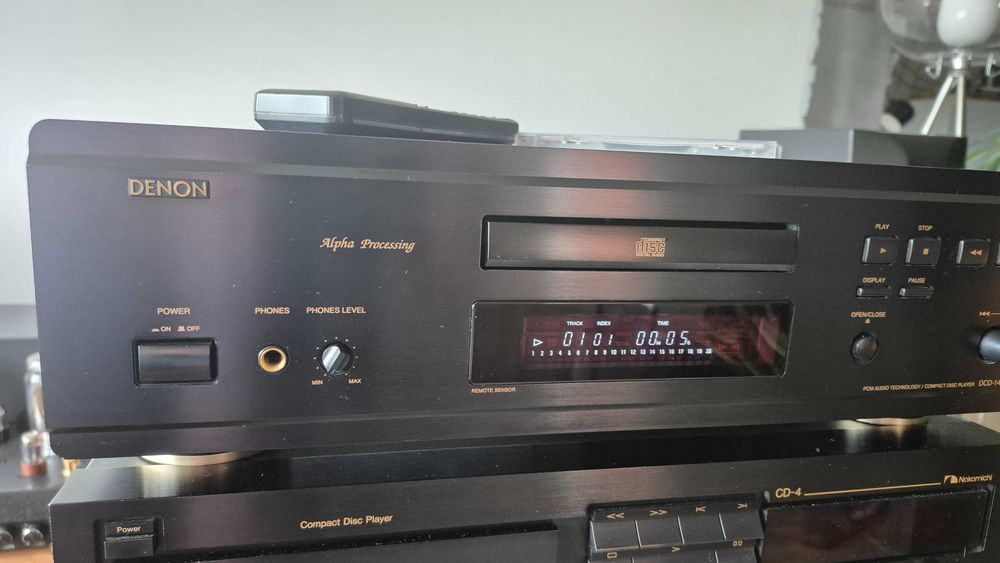 DENON
Alpha Processing
COMPACT
disc
DIGITAL AUDIO
PLAY
STOP
DISPLAY
PAUSE
POWER
ON OFF
PHONES
PHONES LEVEL
MIN
MAX
TRACK INDEX TIME
01 01 00m05s
1 2 3 4 5 6 7 8 9 10 11 12 13 14 15 16 17 18 19 20
OPEN/CLOSE
REMOTE SENSOR
PCM AUDIO TECHNOLOGY / COMPACT DISC PLAYER DCD-14
Power
Compact Disc Player
CD-4
Nakamichi